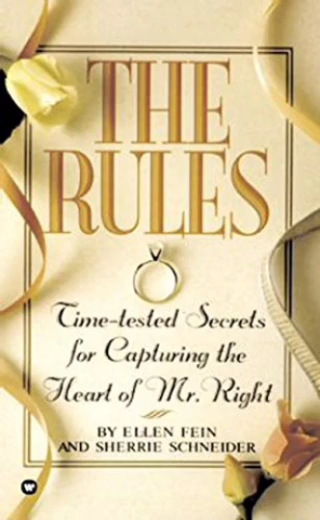 THE
RULES
Time-tested Secrets
for Capturing the
Heart of Mr. Right
BY ELLEN FEIN
AND SHERRIE SCHNEIDER